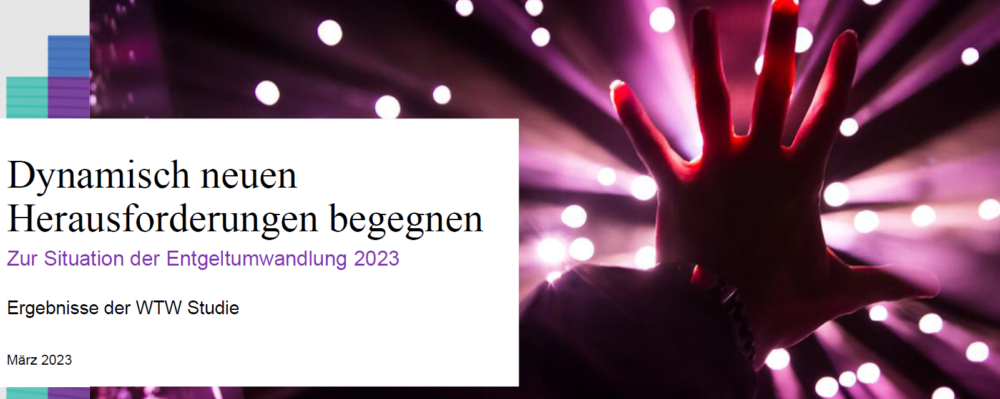 Dynamisch neuen
Herausforderungen begegnen
Zur Situation der Entgeltumwandlung 2023
Ergebnisse der WTW Studie
März 2023